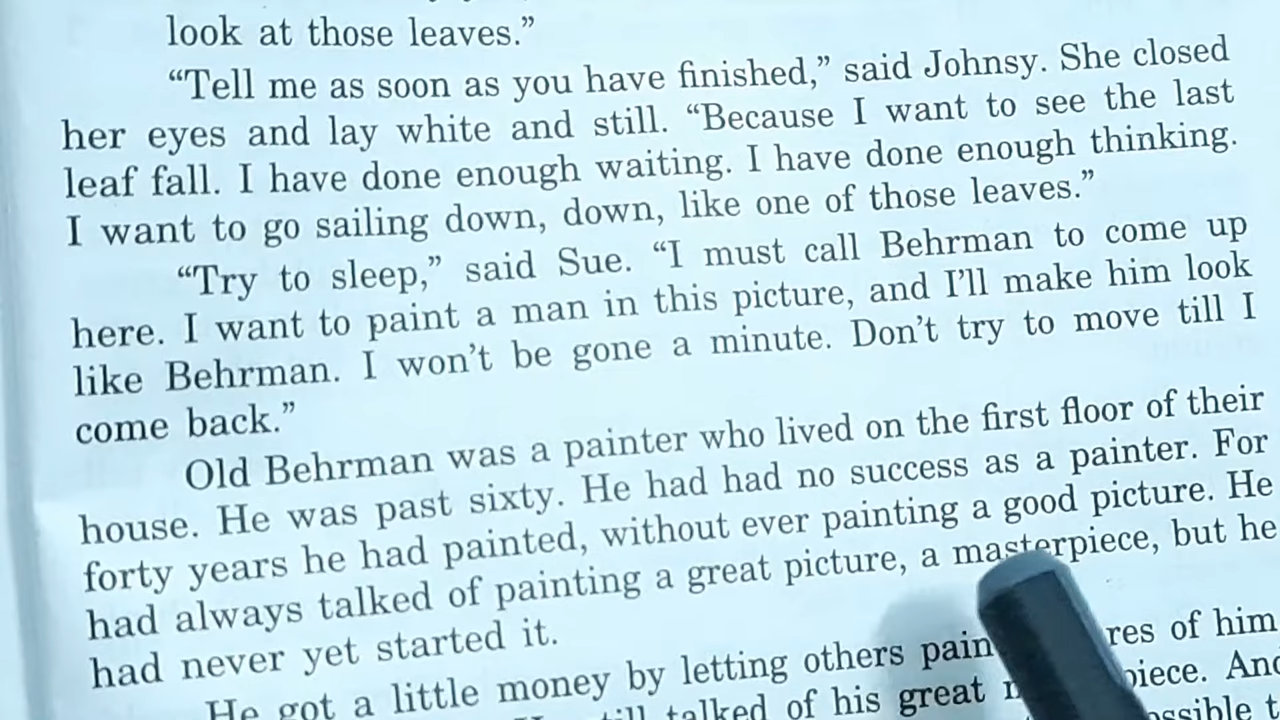 look at those leaves.”
“Tell me as soon as you have finished,” said Johnsy. She closed
her eyes and lay white and still. “Because I want to see the last
leaf fall. I have done enough waiting. I have done enough thinking.
I want to go sailing down, down, like one of those leaves.”
“Try to sleep,” said Sue. “I must call Behrman to come up
here. I want to paint a man in this picture, and I’ll make him look
like Behrman. I won’t be gone a minute. Don’t try to move till I
come back.”
Old Behrman was a painter who lived on the first floor of their
house. He was past sixty. He had had no success as a painter. For
forty years he had painted, without ever painting a good picture. He
had always talked of painting a great picture, a masterpiece, but he
had never yet started it.
He got a little money by letting others of him
talked of his great